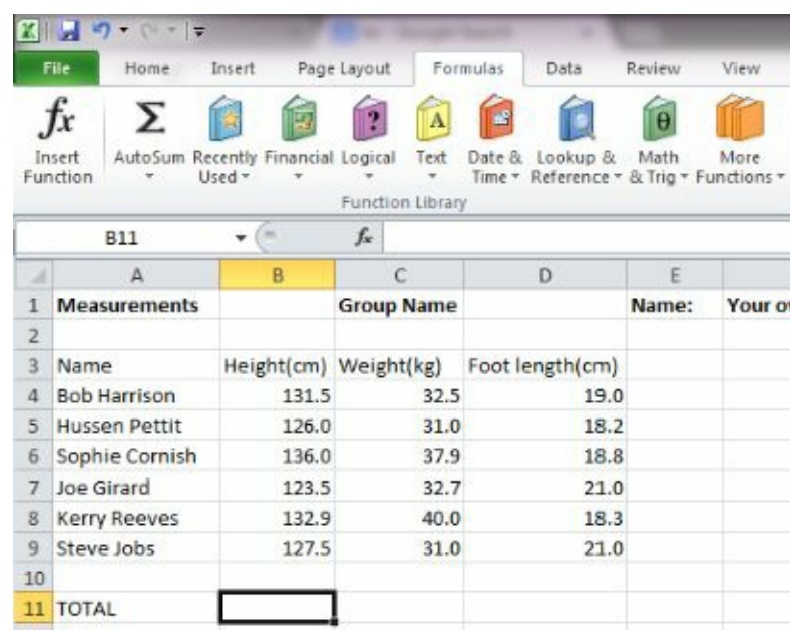 File Home Insert Page Layout Formulas Data Review View
fx Σ ? A θ
Insert AutoSum Recently Financial Logical Text Date & Lookup & Math More
Function Used Time Reference & Trig Functions
Function Library
B11 fx
A B C D E
1 Measurements Group Name Name: Your
2
3 Name Height(cm) Weight(kg) Foot length(cm)
4 Bob Harrison 131.5 32.5 19.0
5 Hussen Pettit 126.0 31.0 18.2
6 Sophie Cornish 136.0 37.9 18.8
7 Joe Girard 123.5 32.7 21.0
8 Kerry Reeves 132.9 40.0 18.3
9 Steve Jobs 127.5 31.0 21.0
10
11 TOTAL